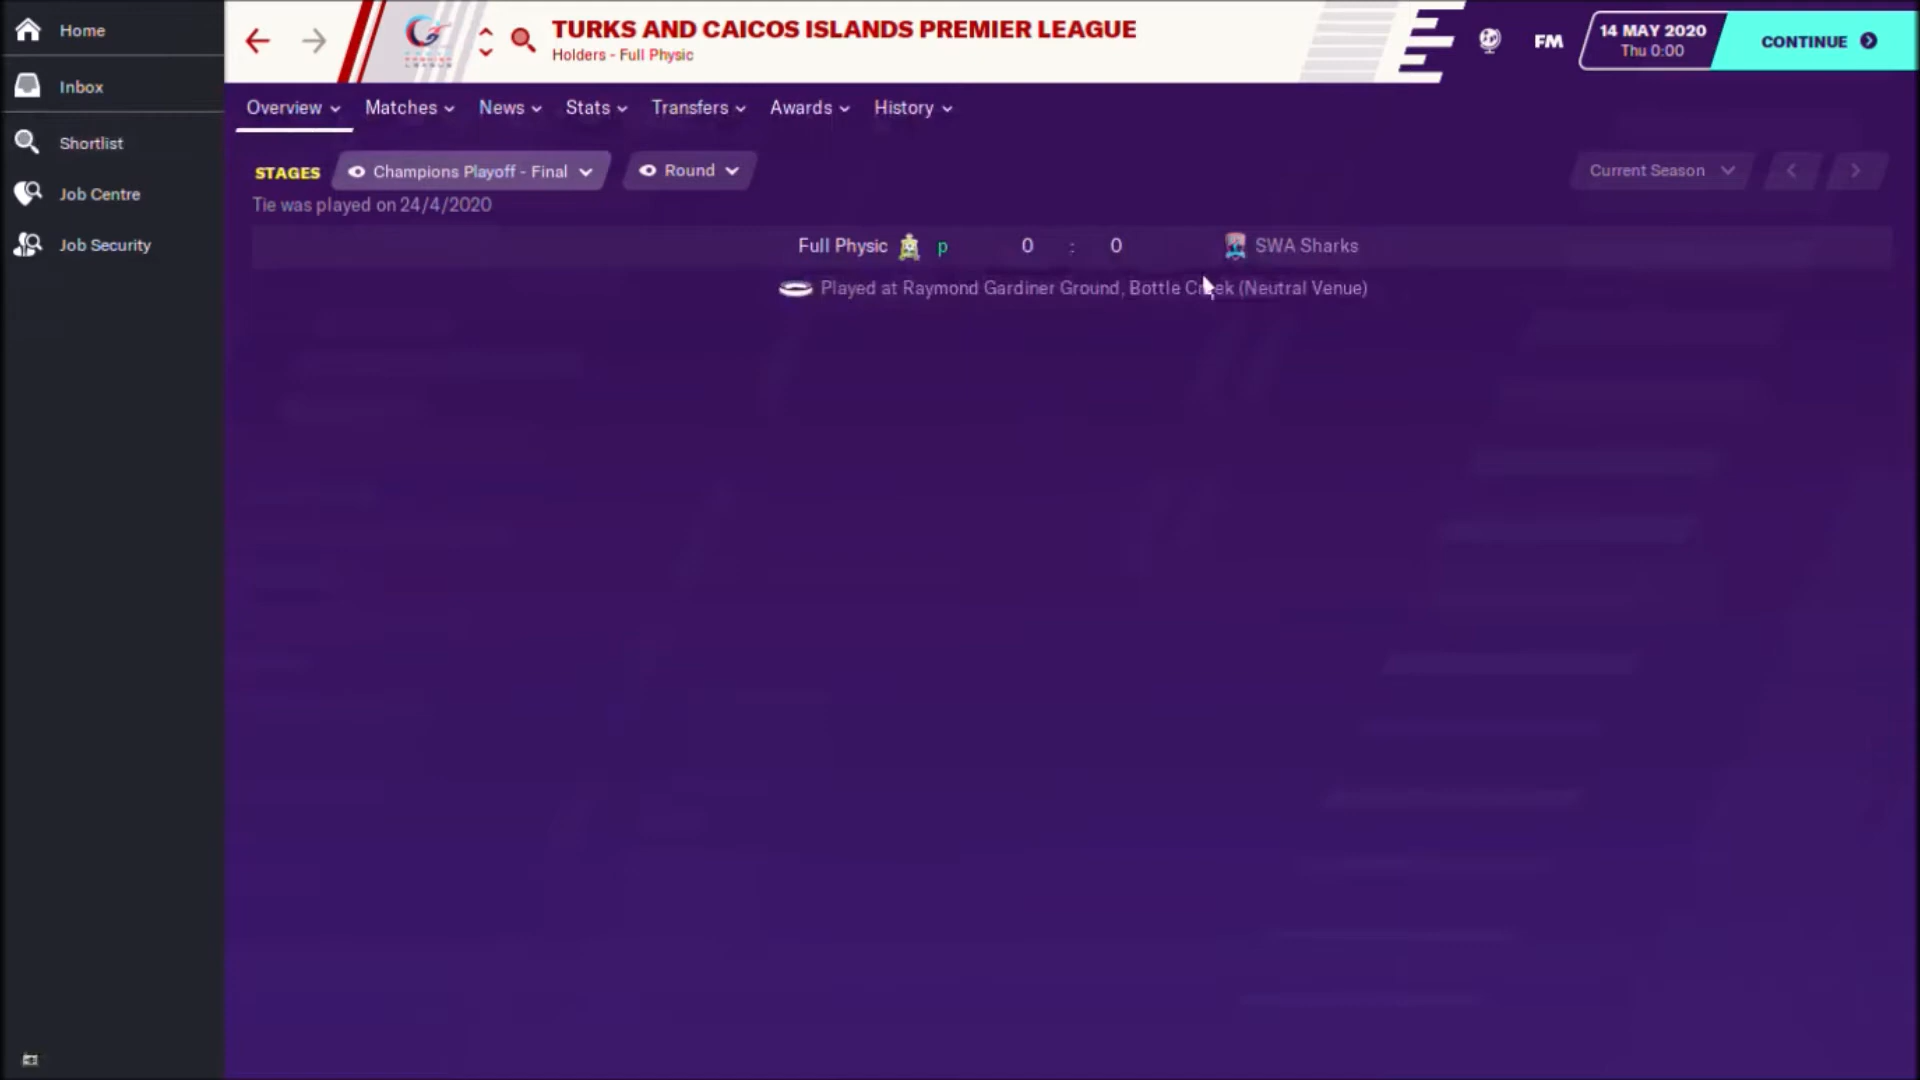 Home
Inbox
Shortlist
Job Centre
Job Security
TURKS AND CAICOS ISLANDS PREMIER LEAGUE
Holders - Full Physic
FM
14 MAY 2020
Thu 0:00
CONTINUE
Overview Matches News Stats Transfers Awards History
STAGES Champions Playoff - Final Round Current Season
Tie was played on 24/4/2020
Full Physic p 0 : 0 SWA Sharks
Played at Raymond Gardiner Ground, Bottle Creek (Neutral Venue)